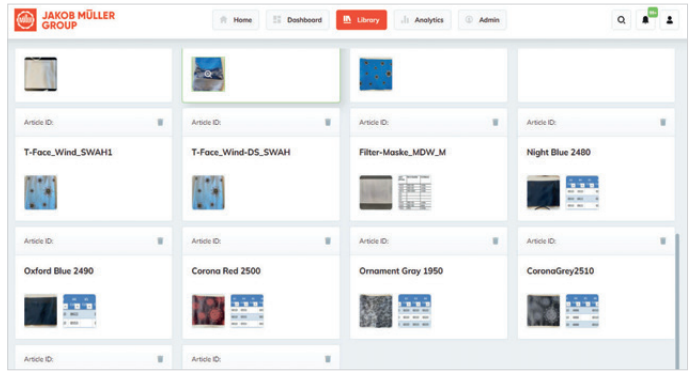 JAKOB MÜLLER
GROUP
Home
Dashboard
Library
Analytics
Admin
Article ID:
Article ID:
Article ID:
Article ID:
T-Face_Wind_SWAH1
T-Face_Wind-DS_SWAH
Filter-Maske_MDW_M
Night Blue 2480
Article ID:
Article ID:
Article ID:
Article ID:
Oxford Blue 2490
Corona Red 2500
Ornament Gray 1950
CoronaGrey2510
Article ID:
Article ID: